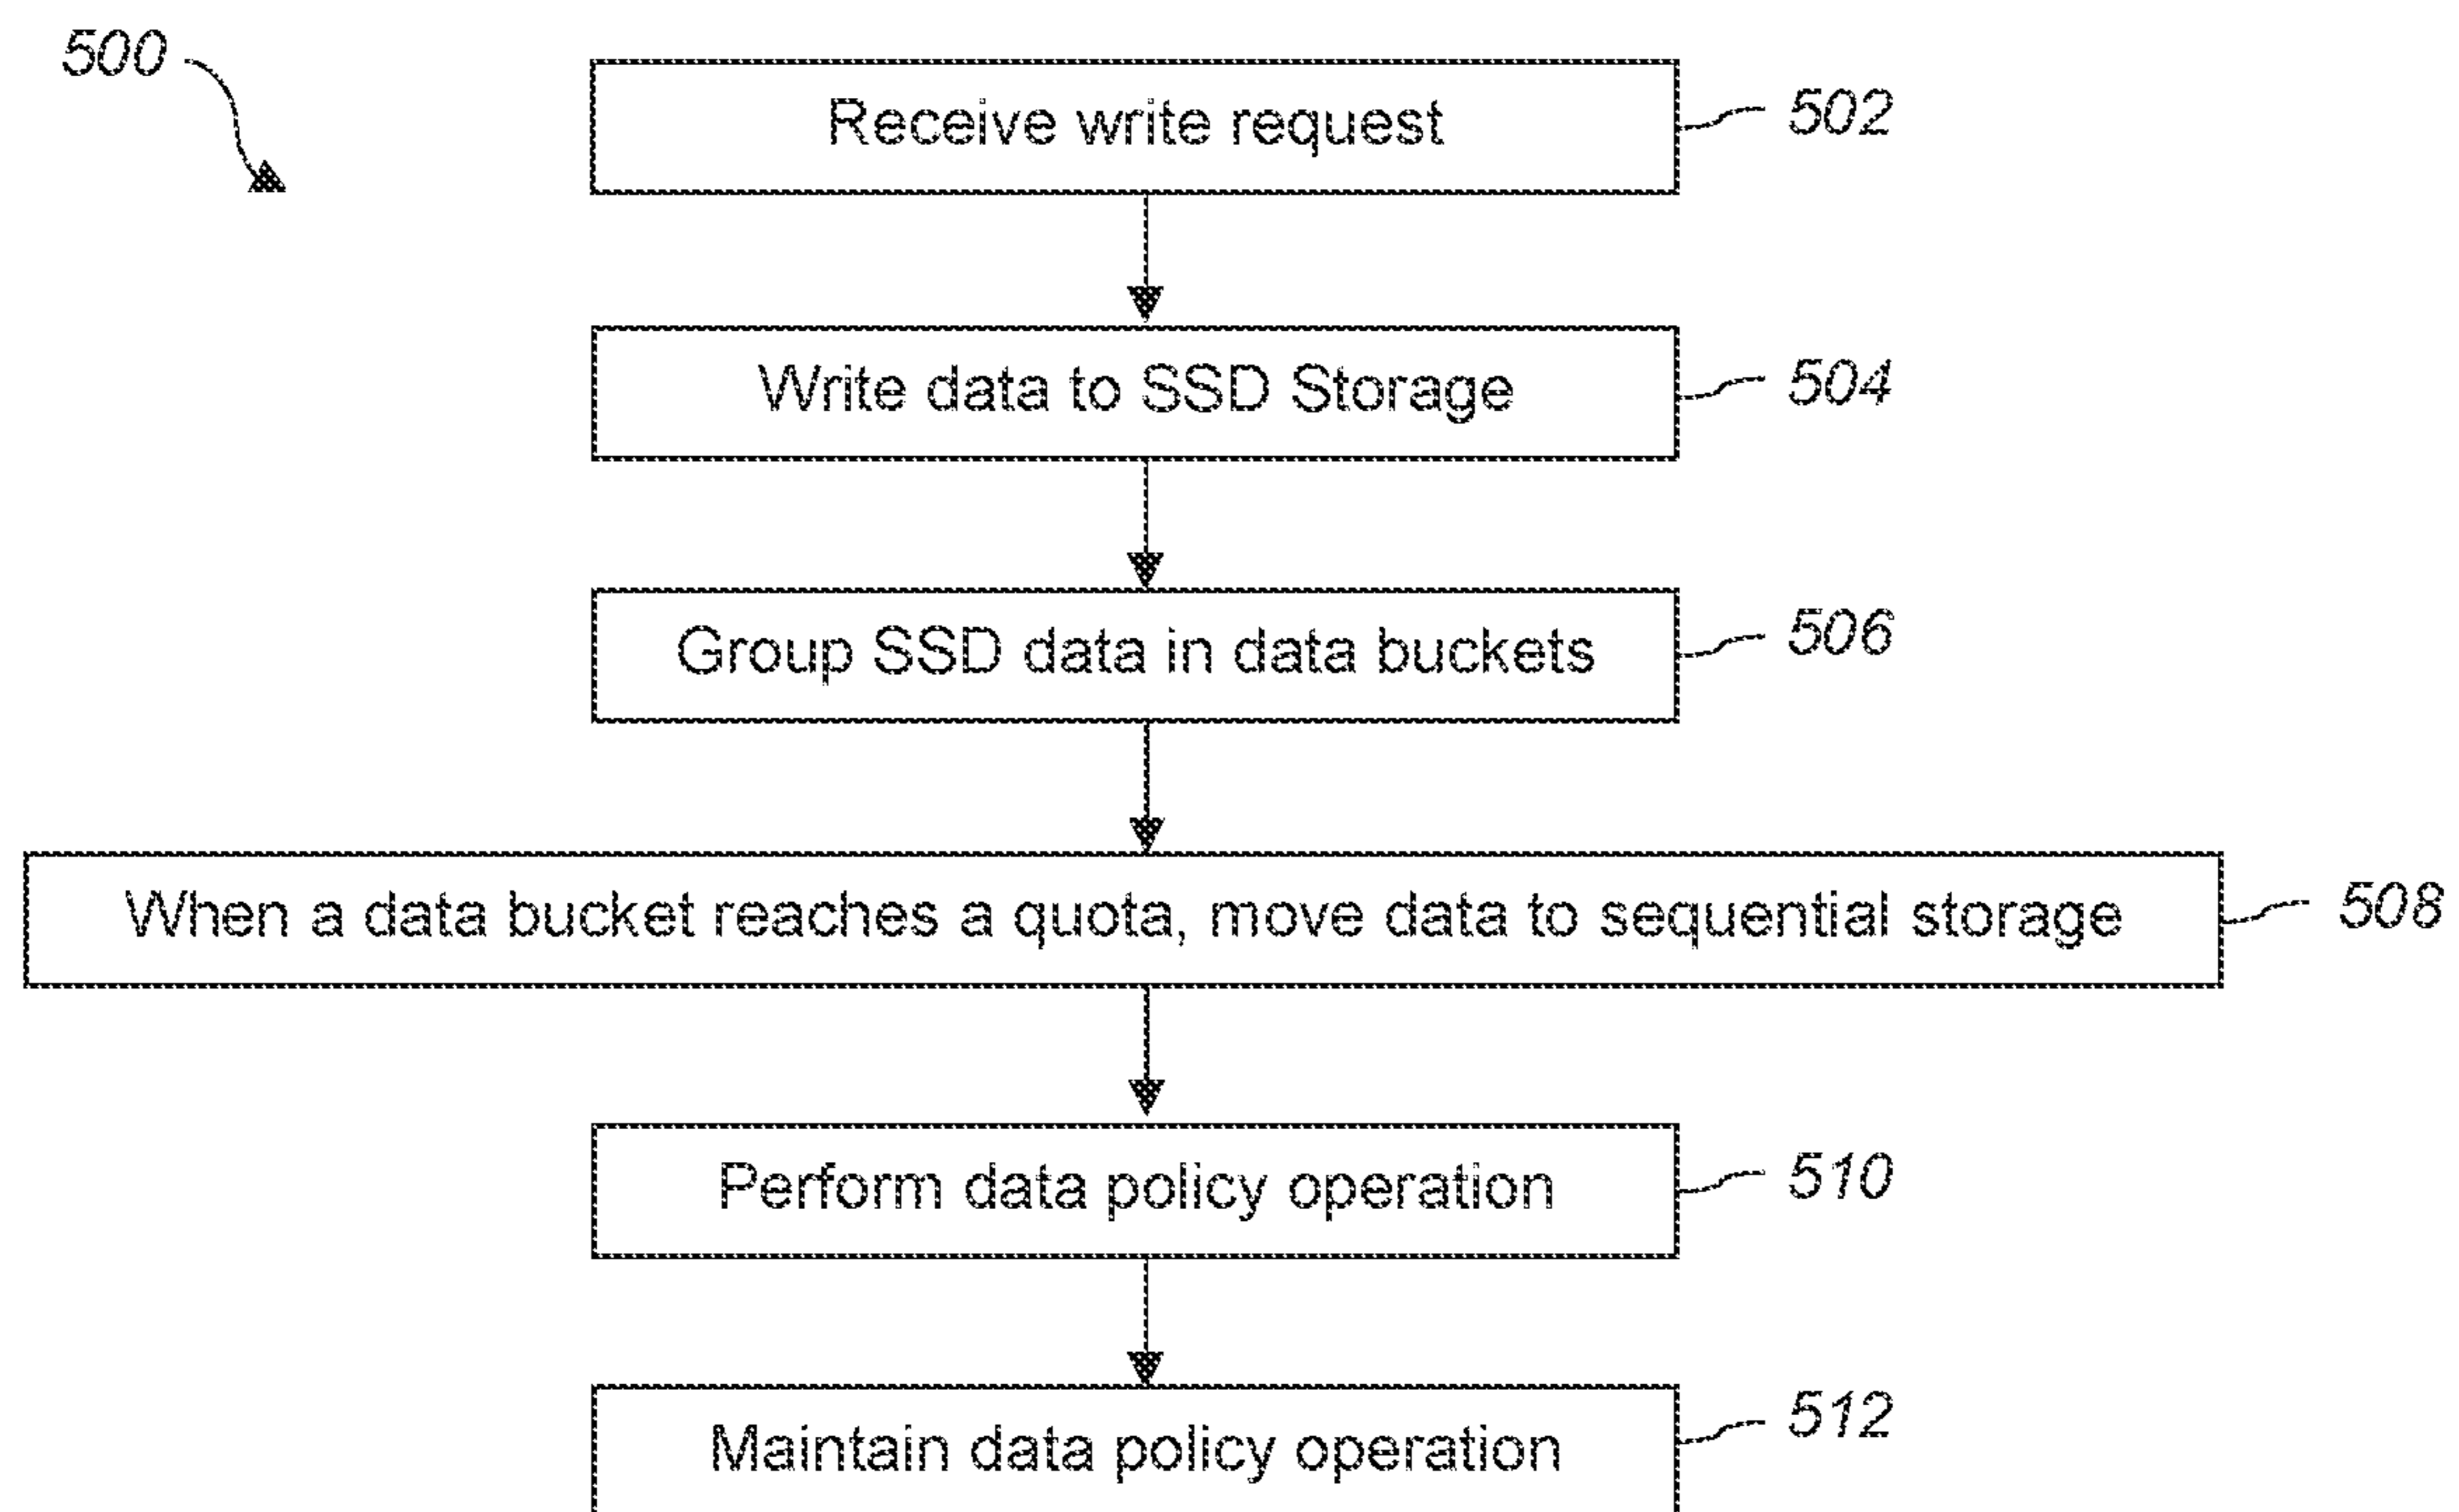 500
Receive write request
502
Write data to SSD Storage
504
Group SSD data in data buckets
506
When a data bucket reaches a quota, move data to sequential storage
508
Perform data policy operation
510
Maintain data policy operation
512